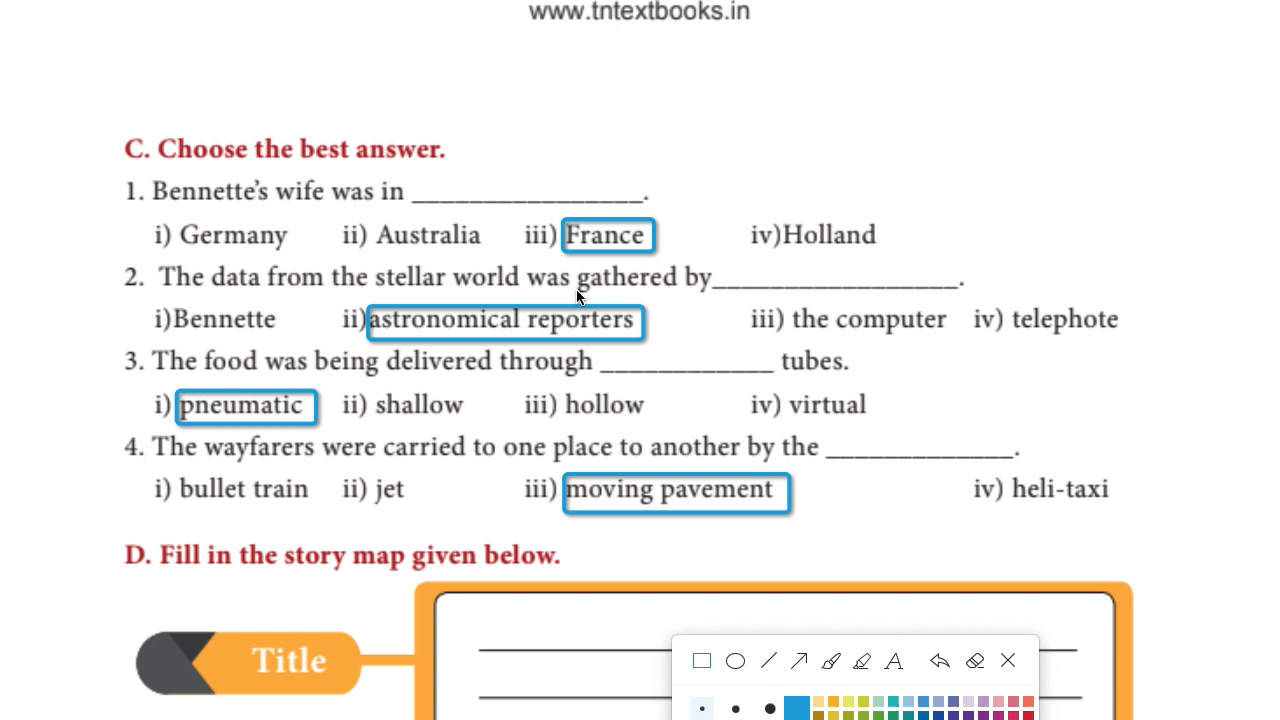 www.tntextbooks.in
C. Choose the best answer.
1. Bennette's wife was in ________________.
i) Germany ii) Australia iii) France iv)Holland
2. The data from the stellar world was gathered by_________________.
i)Bennette ii)astronomical reporters iii) the computer iv) telephote
3. The food was being delivered through ____________ tubes.
i) pneumatic ii) shallow iii) hollow iv) virtual
4. The wayfarers were carried to one place to another by the _____________.
i) bullet train ii) jet iii) moving pavement iv) heli-taxi
D. Fill in the story map given below.
Title
A